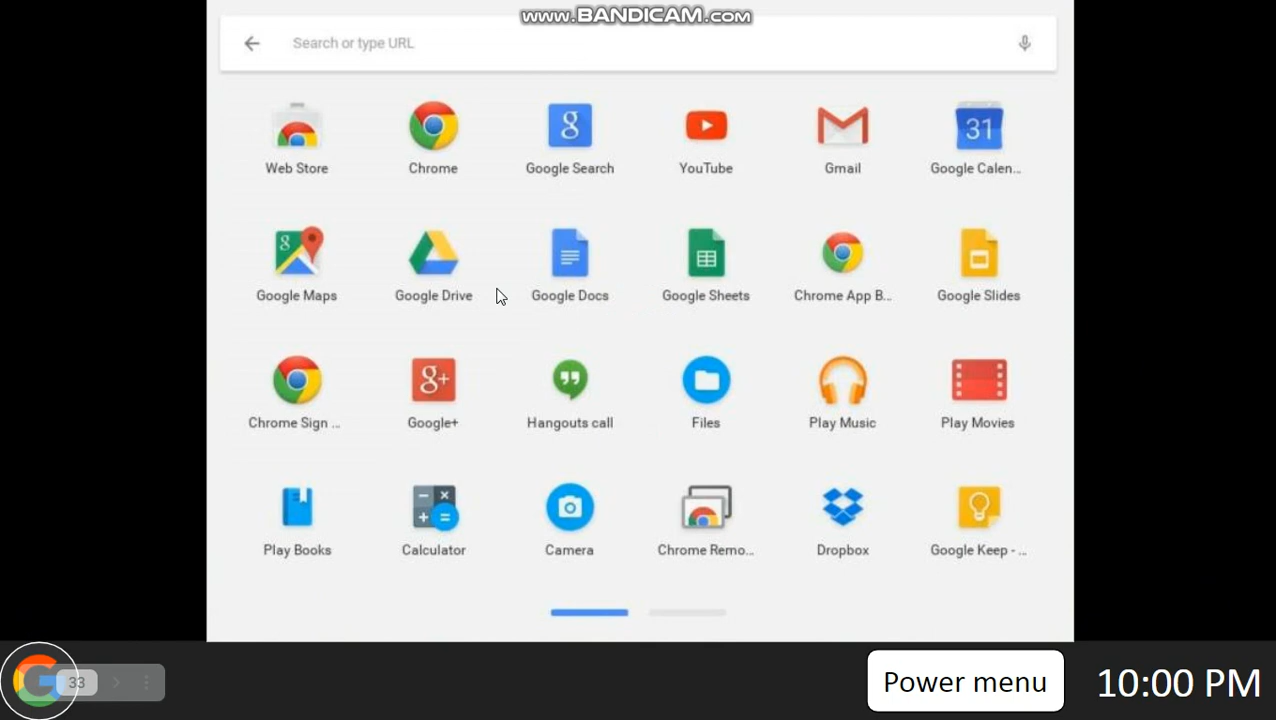 www.BANDICAM.com
Search or type URL
Web Store
Chrome
Google Search
YouTube
Gmail
31
Google Calen...
Google Maps
Google Drive
Google Docs
Google Sheets
Chrome App B...
Google Slides
Chrome Sign ...
g+
Google+
Hangouts call
Files
Play Music
Play Movies
Play Books
Calculator
Camera
Chrome Remo...
Dropbox
Google Keep - ...
33
Power menu
10:00 PM